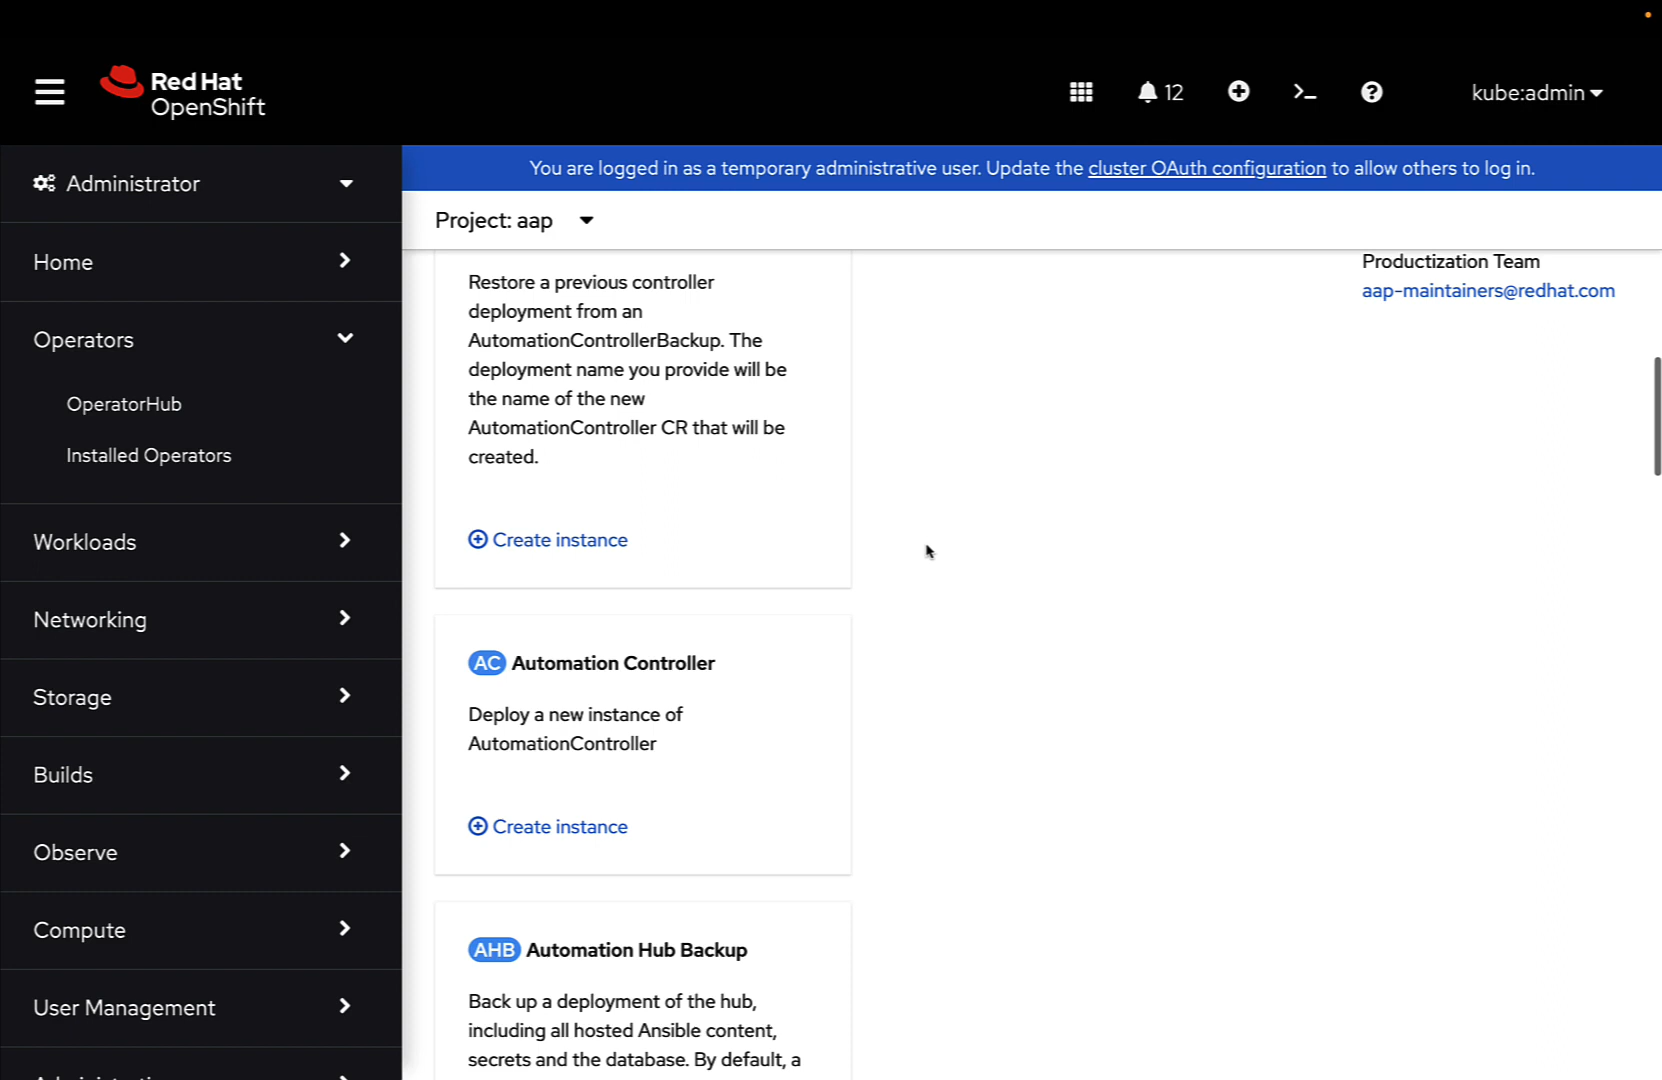 Red Hat
OpenShift
12
kube:admin
Administrator
You are logged in as a temporary administrative user. Update the cluster OAuth configuration to allow others to log in.
Project: aap
Home
Operators
OperatorHub
Installed Operators
Workloads
Networking
Storage
Builds
Observe
Compute
User Management
Restore a previous controller
deployment from an
AutomationControllerBackup. The
deployment name you provide will be
the name of the new
AutomationController CR that will be
created.
Create instance
AC Automation Controller
Deploy a new instance of
AutomationController
Create instance
AHB Automation Hub Backup
Back up a deployment of the hub,
including all hosted Ansible content,
secrets and the database. By default, a
Productization Team
aap-maintainers@redhat.com